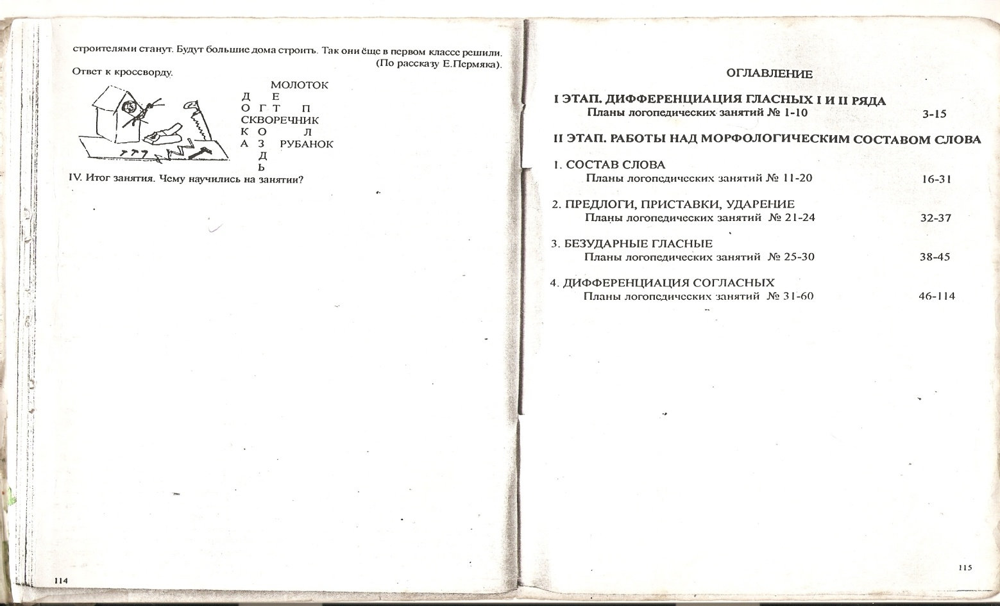 строителями станут. Будут большие дома строить. Так они ёще в первом классе решили.
(По рассказу Е.Пермяка).
Ответ к кроссворду.
МОЛОТОК
Д Е
О Г Т П
СКВОРЕЧНИК
К О Л
А З РУБАНОК
Д
Ь
IV. Итог занятия. Чему научились на занятии?
114
ОГЛАВЛЕНИЕ
I ЭТАП. ДИФФЕРЕНЦИАЦИЯ ГЛАСНЫХ I И II РЯДА
Планы логопедических занятий № 1-10 3-15
II ЭТАП. РАБОТЫ НАД МОРФОЛОГИЧЕСКИМ СОСТАВОМ СЛОВА
1. СОСТАВ СЛОВА
Планы логопедических занятий № 11-20 16-31
2. ПРЕДЛОГИ, ПРИСТАВКИ, УДАРЕНИЕ
Планы логопедических занятий № 21-24 32-37
3. БЕЗУДАРНЫЕ ГЛАСНЫЕ
Планы логопедических занятий № 25-30 38-45
4. ДИФФЕРЕНЦИАЦИЯ СОГЛАСНЫХ
Планы логопедических занятий № 31-60 46-114
115